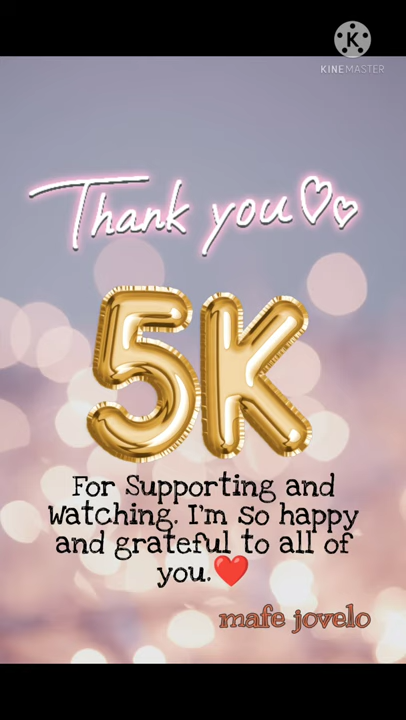 K
KINEMASTER
Thank you
5K
For Supporting and
Watching. I'm so happy
and grateful to all of
you.❤️
mafe jovelo